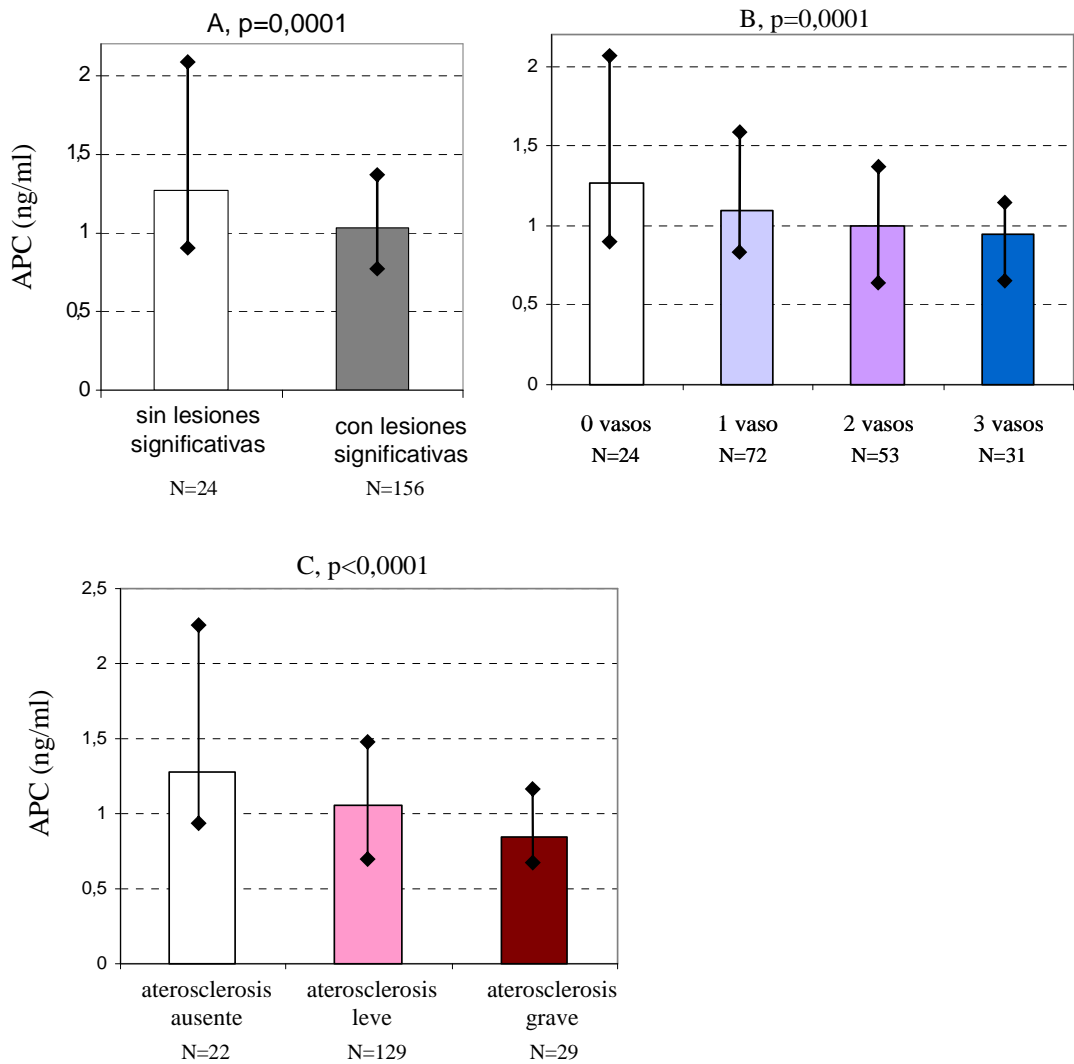 A, p=0,0001
APC (ng/ml)
2
1,5
1
0,5
0
sin lesiones
significativas
N=24
con lesiones
significativas
N=156
B, p=0,0001
2
1,5
1
0,5
0
0 vasos
N=24
1 vaso
N=72
2 vasos
N=53
3 vasos
N=31
C, p<0,0001
APC (ng/ml)
2,5
2
1,5
1
0,5
0
aterosclerosis
ausente
N=22
aterosclerosis
leve
N=129
aterosclerosis
grave
N=29